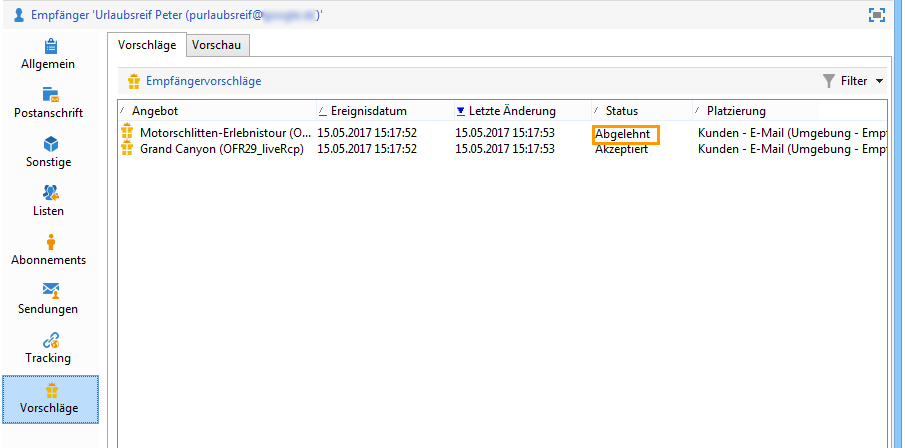 Empfänger 'Urlaubsreif Peter (purlaubsreif@ )'
Allgemein
Postanschrift
Sonstige
Listen
Abonnements
Sendungen
Tracking
Vorschläge
Vorschläge Vorschau
Empfängervorschläge Filter
Angebot Ereignisdatum Letzte Änderung Status Platzierung
Motorschlitten-Erlebnistour (O... 15.05.2017 15:17:52 15.05.2017 15:17:53 Abgelehnt Kunden - E-Mail (Umgebung - Empf
Grand Canyon (OFR29_liveRcp) 15.05.2017 15:17:52 15.05.2017 15:17:53 Akzeptiert Kunden - E-Mail (Umgebung - Empf